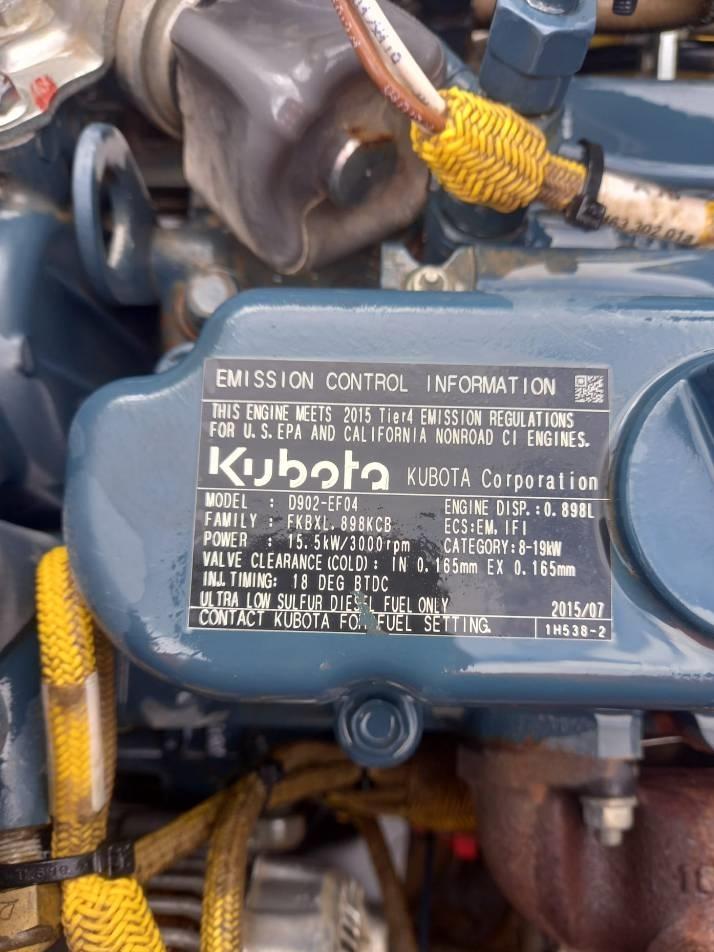 EMISSION CONTROL INFORMATION
THIS ENGINE MEETS 2015 Tier4 EMISSION REGULATIONS
FOR U.S.EPA AND CALIFORNIA NONROAD CI ENGINES.
Kubota KUBOTA Corporation
MODEL : D902-EF04 ENGINE DISP.:0.898L
FAMILY : FKBXL.898KCB ECS:EM,IFI
POWER : 15.5kW/3000rpm CATEGORY:8-19kW
VALVE CLEARANCE(COLD): IN 0.165mm EX 0.165mm
INJ.TIMING: 18 DEG BTDC
ULTRA LOW SULFUR DIESEL FUEL ONLY 2015/07
CONTACT KUBOTA FOR FUEL SETTING. 1H538-2